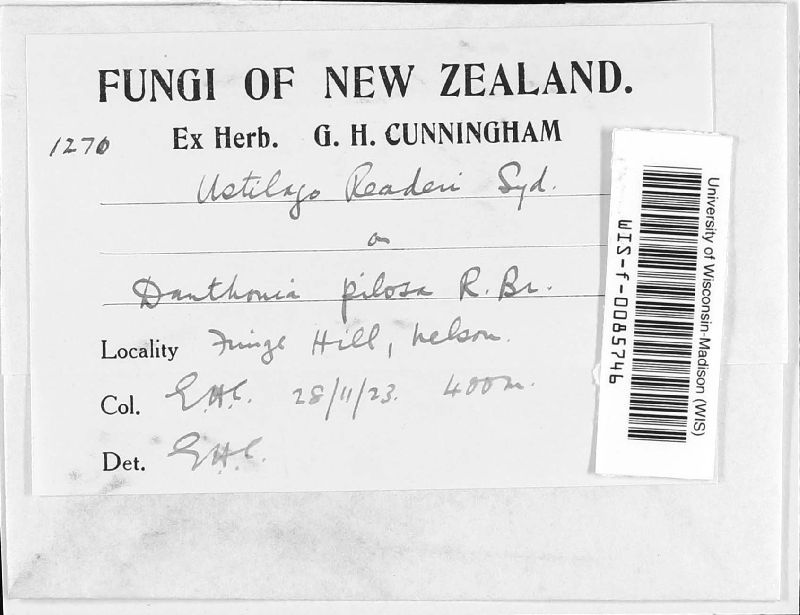 FUNGI OF NEW ZEALAND.
1270 Ex Herb. G. H. CUNNINGHAM
Ustilago Readeri Syd.
on
Danthonia pilosa R. Br.
Locality Fringe Hill, Nelson.
Col. G.H.C. 28/11/23. 400m.
Det. G.H.C.
University of Wisconsin-Madison (WIS)
WIS-f-0085746